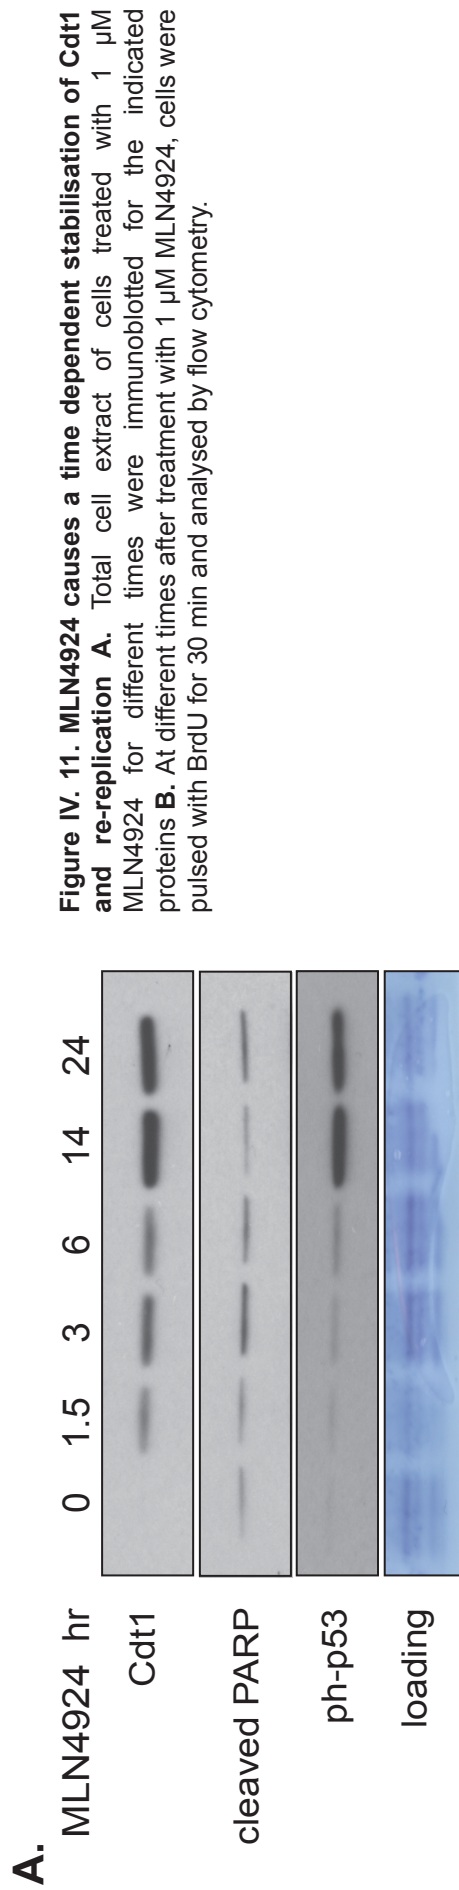 A.
MLN4924 hr 0 1.5 3 6 14 24
Cdt1
cleaved PARP
ph-p53
loading
Figure IV. 11. MLN4924 causes a time dependent stabilisation of Cdt1
and re-replication A. Total cell extract of cells treated with 1 µM
MLN4924 for different times were immunoblotted for the indicated
proteins B. At different times after treatment with 1 µM MLN4924, cells were
pulsed with BrdU for 30 min and analysed by flow cytometry.